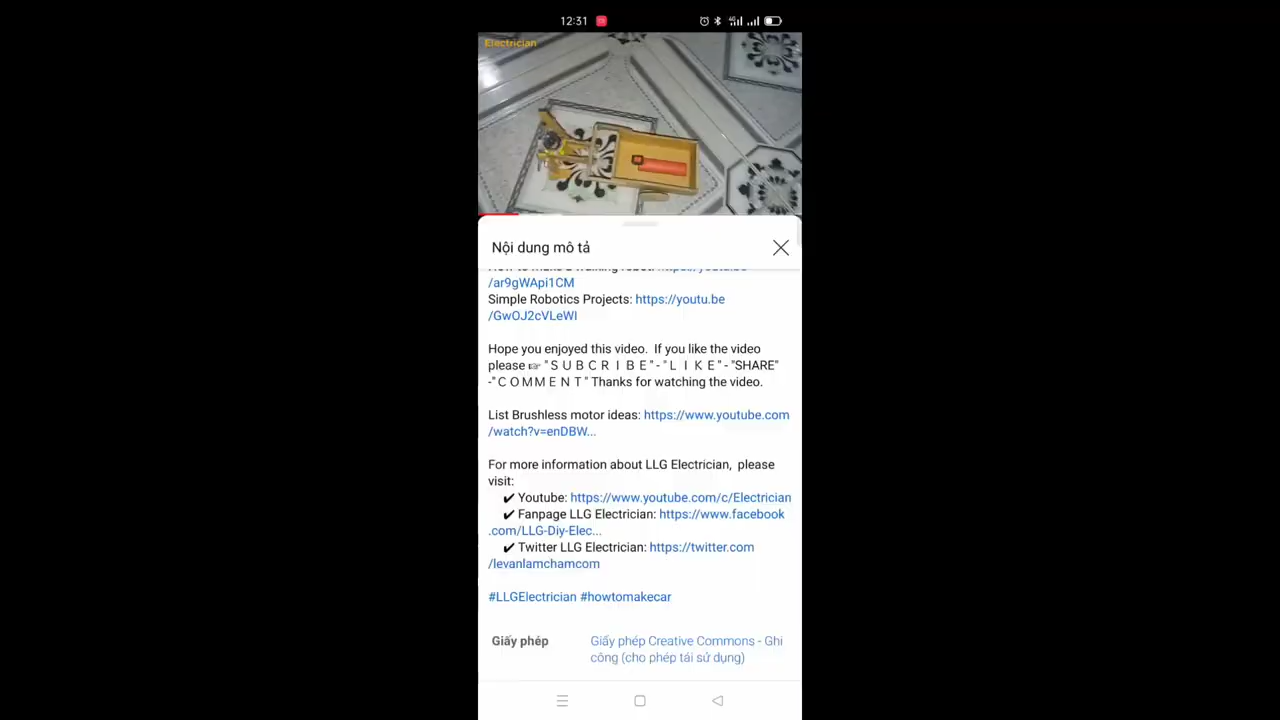 12:31
Electrician
Nội dung mô tả
/ar9gWApi1CM
Simple Robotics Projects: https://youtu.be
/GwOJ2cVLeWI
Hope you enjoyed this video.  If you like the video
please ☞ "ＳＵＢＣＲＩＢＥ" - "ＬＩＫＥ" - "SHARE"
-"ＣＯＭＭＥＮＴ" Thanks for watching the video.
List Brushless motor ideas: https://www.youtube.com
/watch?v=enDBW...
For more information about LLG Electrician,  please
visit:
✔ Youtube: https://www.youtube.com/c/Electrician
✔ Fanpage LLG Electrician: https://www.facebook
.com/LLG-Diy-Elec...
✔ Twitter LLG Electrician: https://twitter.com
/levanlamchamcom
#LLGElectrician #howtomakecar
Giấy phép
Giấy phép Creative Commons - Ghi
công (cho phép tái sử dụng)